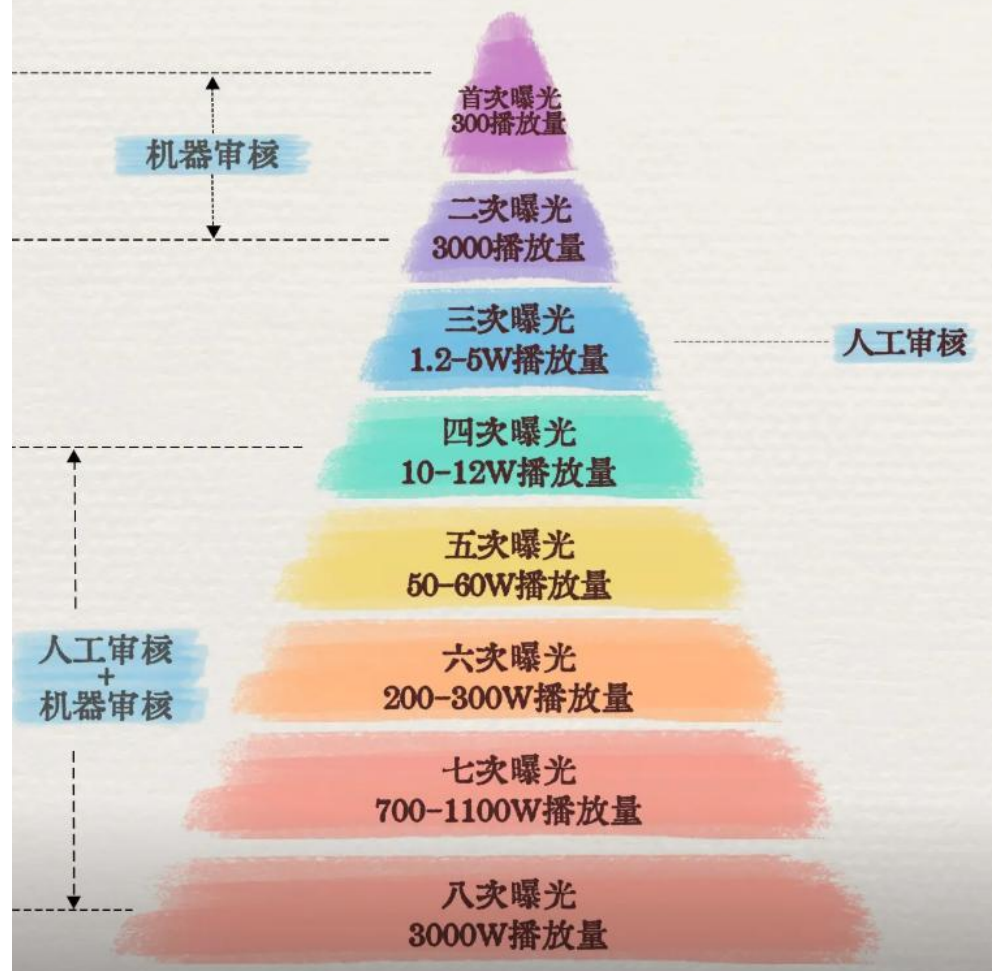 首次曝光
300播放量
机器审核
二次曝光
3000播放量
三次曝光
1.2-5W播放量
人工审核
四次曝光
10-12W播放量
五次曝光
50-60W播放量
人工审核
+
机器审核
六次曝光
200-300W播放量
七次曝光
700-1100W播放量
八次曝光
3000W播放量